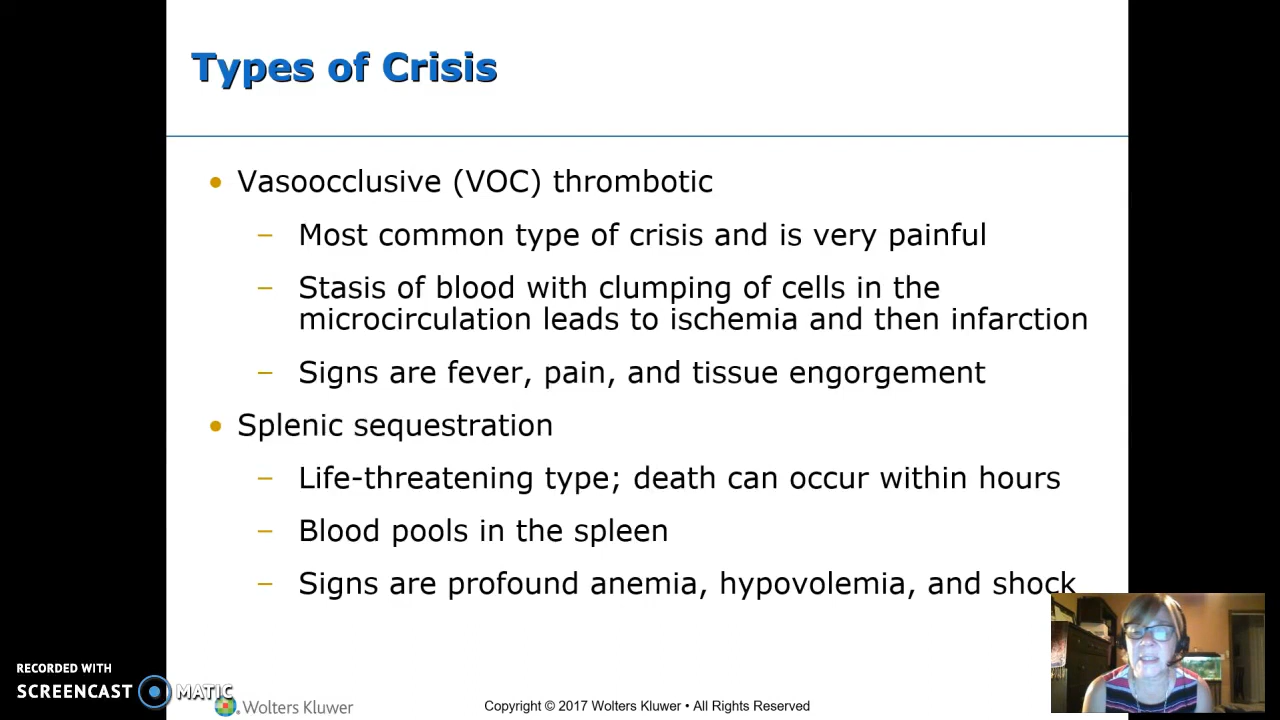 Types of Crisis
• Vasoocclusive (VOC) thrombotic
– Most common type of crisis and is very painful
– Stasis of blood with clumping of cells in the
microcirculation leads to ischemia and then infarction
– Signs are fever, pain, and tissue engorgement
• Splenic sequestration
– Life-threatening type; death can occur within hours
– Blood pools in the spleen
– Signs are profound anemia, hypovolemia, and shock
RECORDED WITH
SCREENCAST MATIC
Wolters Kluwer
Copyright © 2017 Wolters Kluwer • All Rights Reserved